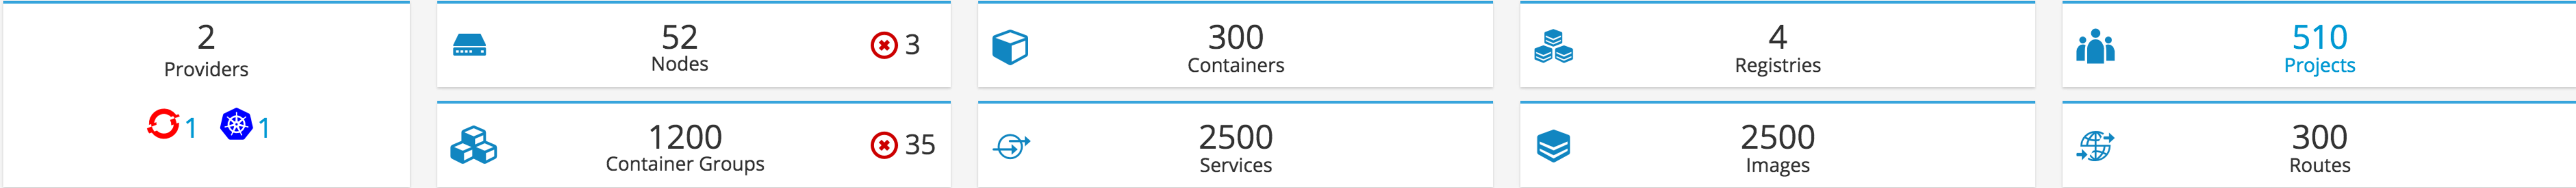 2
Providers
1 1
52
Nodes
3
1200
Container Groups
35
300
Containers
2500
Services
4
Registries
2500
Images
510
Projects
300
Routes